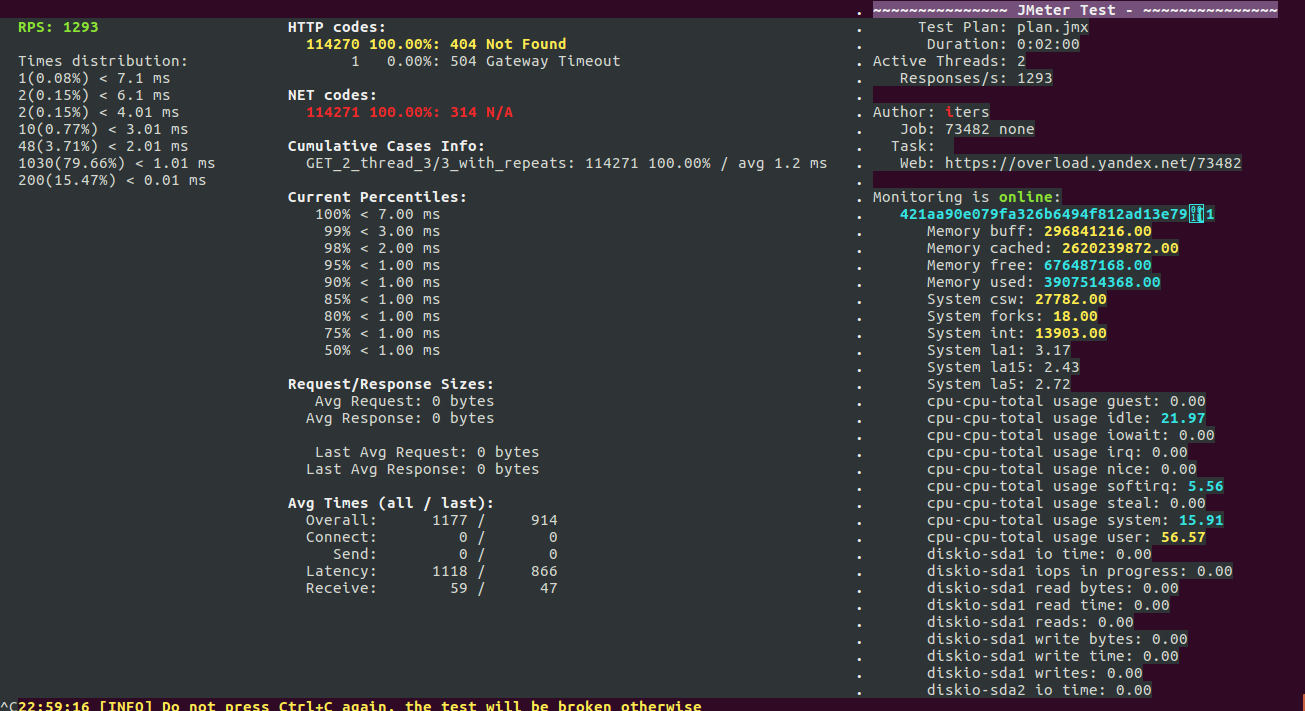 RPS: 1293
Times distribution:
1(0.08%) < 7.1 ms
2(0.15%) < 6.1 ms
2(0.15%) < 4.01 ms
10(0.77%) < 3.01 ms
48(3.71%) < 2.01 ms
1030(79.66%) < 1.01 ms
200(15.47%) < 0.01 ms
HTTP codes:
114270 100.00%: 404 Not Found
1 0.00%: 504 Gateway Timeout
NET codes:
114271 100.00%: 314 N/A
Cumulative Cases Info:
GET_2_thread_3/3_with_repeats: 114271 100.00% / avg 1.2 ms
Current Percentiles:
100% < 7.00 ms
99% < 3.00 ms
98% < 2.00 ms
95% < 1.00 ms
90% < 1.00 ms
85% < 1.00 ms
80% < 1.00 ms
75% < 1.00 ms
50% < 1.00 ms
Request/Response Sizes:
Avg Request: 0 bytes
Avg Response: 0 bytes
Last Avg Request: 0 bytes
Last Avg Response: 0 bytes
Avg Times (all / last):
Overall: 1177 / 914
Connect: 0 / 0
Send: 0 / 0
Latency: 1118 / 866
Receive: 59 / 47
~~~~~~~~~~~~~~~ JMeter Test - ~~~~~~~~~~~~~~~
Test Plan: plan.jmx
Duration: 0:02:00
Active Threads: 2
Responses/s: 1293
Author: iters
Job: 73482 none
Task:
Web: https://overload.yandex.net/73482
Monitoring is online:
421aa90e079fa326b6494f812ad13e79 1
Memory buff: 296841216.00
Memory cached: 2620239872.00
Memory free: 676487168.00
Memory used: 3907514368.00
System csw: 27782.00
System forks: 18.00
System int: 13903.00
System la1: 3.17
System la15: 2.43
System la5: 2.72
cpu-cpu-total usage guest: 0.00
cpu-cpu-total usage idle: 21.97
cpu-cpu-total usage iowait: 0.00
cpu-cpu-total usage irq: 0.00
cpu-cpu-total usage nice: 0.00
cpu-cpu-total usage softirq: 5.56
cpu-cpu-total usage steal: 0.00
cpu-cpu-total usage system: 15.91
cpu-cpu-total usage user: 56.57
diskio-sda1 io time: 0.00
diskio-sda1 iops in progress: 0.00
diskio-sda1 read bytes: 0.00
diskio-sda1 read time: 0.00
diskio-sda1 reads: 0.00
diskio-sda1 write bytes: 0.00
diskio-sda1 write time: 0.00
diskio-sda1 writes: 0.00
diskio-sda2 io time: 0.00
^C22:59:16 [INFO] Do not press Ctrl+C again, the test will be broken otherwise